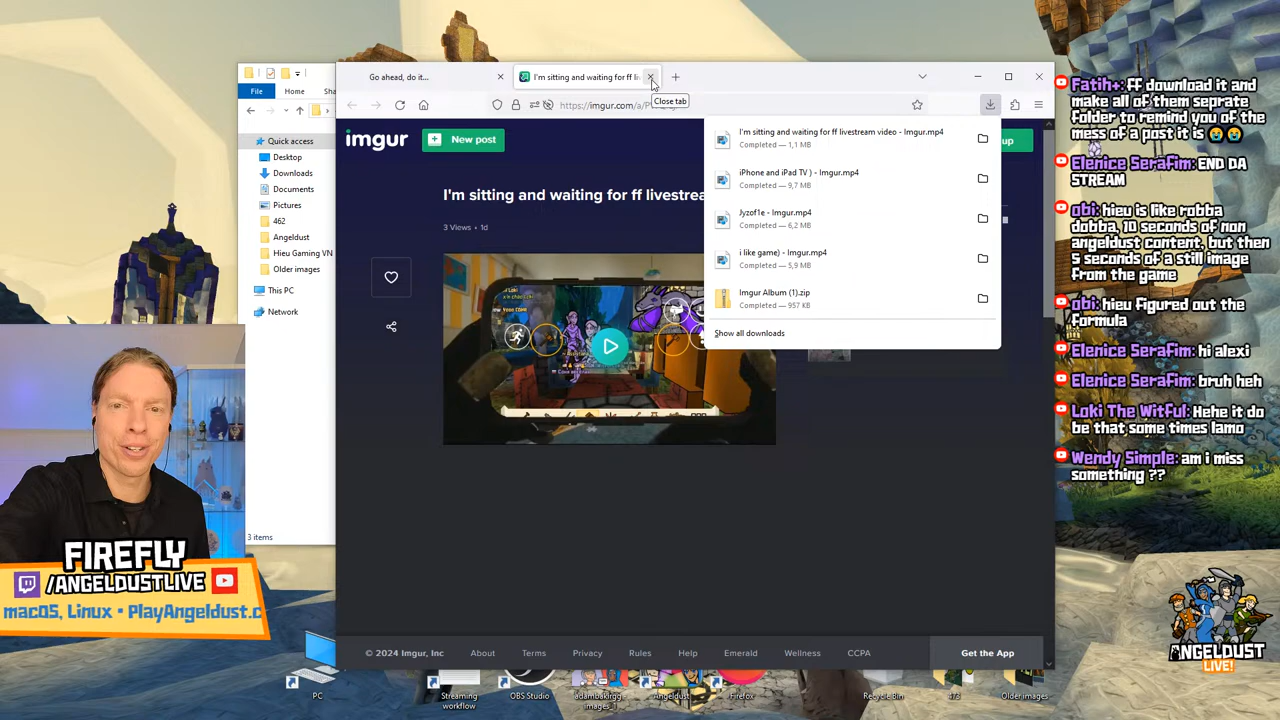 Go ahead, do it...
I'm sitting and waiting for ff li
Close tab
https://imgur.com/a/
File
Home
Sha
Quick access
Desktop
Downloads
Documents
Pictures
462
Angeldust
Hieu Gaming VN
Older images
This PC
Network
3 items
imgur
New post
up
I'm sitting and waiting for ff livestrea
3 Views • 1d
I'm sitting and waiting for ff livestream video - Imgur.mp4
Completed — 1,1 MB
iPhone and iPad TV ) - Imgur.mp4
Completed — 9,7 MB
Jyzof1e - Imgur.mp4
Completed — 6,2 MB
i like game) - Imgur.mp4
Completed — 5,9 MB
Imgur Album (1).zip
Completed — 957 KB
Show all downloads
© 2024 Imgur, Inc
About
Terms
Privacy
Rules
Help
Emerald
Wellness
CCPA
Get the App
Fatih+: ff download it and
make all of them seprate
folder to remind you of the
mess of a post it is
Elenice Serafim: END DA
STREAM
obi: hieu is like robba
dobba, 10 seconds of non
angeldust content, but then
5 seconds of a still image
from the game
obi: hieu figured out the
formula
Elenice Serafim: hi alexi
Elenice Serafim: bruh heh
Loki The Witful: Hehe it do
be that some times lamo
Wendy Simple: am i miss
something ??
FIREFLY
/ANGELDUSTLIVE
macOS, Linux • PlayAngeldust.c
PC
Streaming
workflow
OBS Studio
Angeldust
Firefox
Recycle Bin
Older images
ANGELDUST
LIVE!